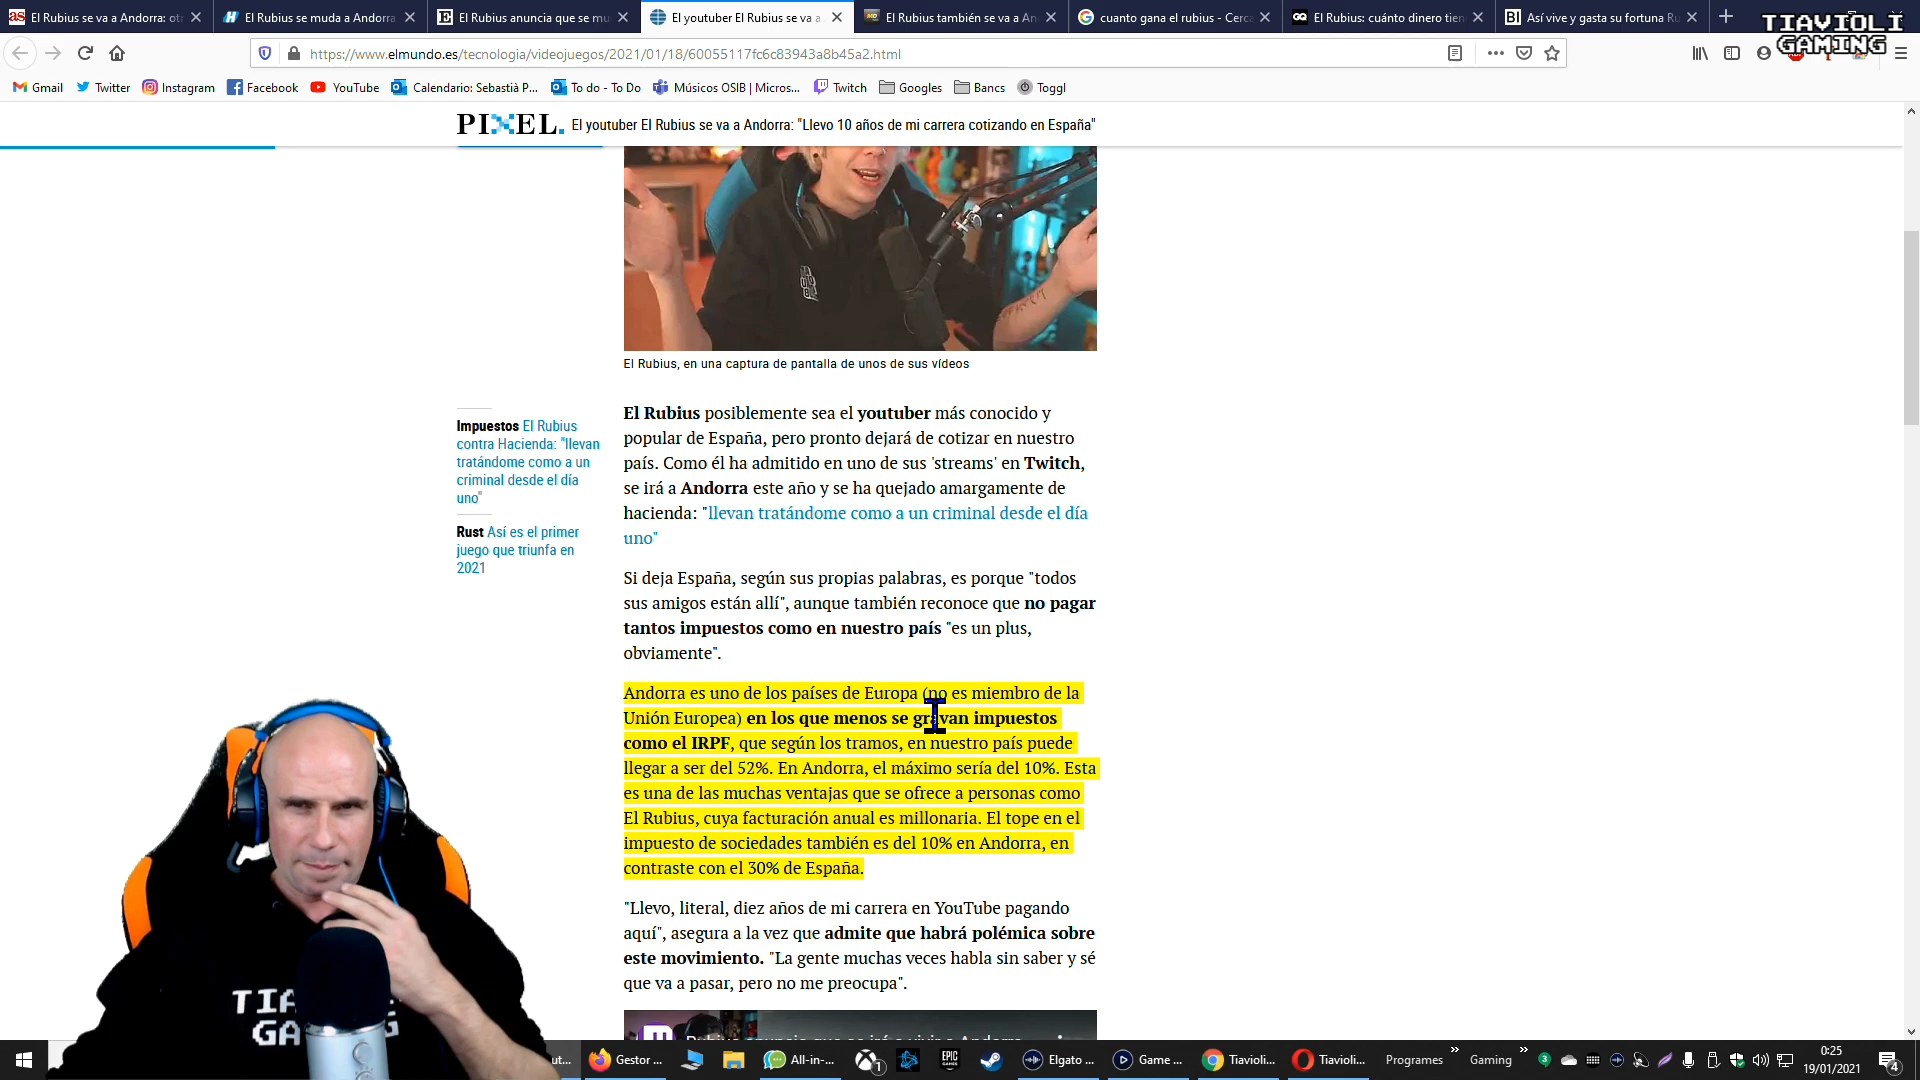 El Rubius se va a Andorra: otr
El Rubius se muda a Andorra
El Rubius anuncia que se mu
El youtuber El Rubius se va a
El Rubius también se va a An
cuanto gana el rubius - Cerca
El Rubius: cuánto dinero tien
Así vive y gasta su fortuna Ru
TIAVIOLI
GAMING
https://www.elmundo.es/tecnologia/videojuegos/2021/01/18/60055117fc6c83943a8b45a2.html
Gmail
Twitter
Instagram
Facebook
YouTube
Calendario: Sebastià P...
To do - To Do
Músicos OSIB | Micros...
Twitch
Googles
Bancs
Toggl
PIXEL.
El youtuber El Rubius se va a Andorra: "Llevo 10 años de mi carrera cotizando en España"
El Rubius, en una captura de pantalla de unos de sus vídeos
Impuestos El Rubius
contra Hacienda: "llevan
tratándome como a un
criminal desde el día
uno"
Rust Así es el primer
juego que triunfa en
2021
El Rubius posiblemente sea el youtuber más conocido y
popular de España, pero pronto dejará de cotizar en nuestro
país. Como él ha admitido en uno de sus 'streams' en Twitch,
se irá a Andorra este año y se ha quejado amargamente de
hacienda: "llevan tratándome como a un criminal desde el día
uno"
Si deja España, según sus propias palabras, es porque "todos
sus amigos están allí", aunque también reconoce que no pagar
tantos impuestos como en nuestro país "es un plus,
obviamente".
Andorra es uno de los países de Europa (no es miembro de la
Unión Europea) en los que menos se gravan impuestos
como el IRPF, que según los tramos, en nuestro país puede
llegar a ser del 52%. En Andorra, el máximo sería del 10%. Esta
es una de las muchas ventajas que se ofrece a personas como
El Rubius, cuya facturación anual es millonaria. El tope en el
impuesto de sociedades también es del 10% en Andorra, en
contraste con el 30% de España.
"Llevo, literal, diez años de mi carrera en YouTube pagando
aquí", asegura a la vez que admite que habrá polémica sobre
este movimiento. "La gente muchas veces habla sin saber y sé
que va a pasar, pero no me preocupa".
Rubius anuncia que se irá a vivir a Andorra
Gestor ...
All-in-...
Elgato ...
Game ...
Tiavioli...
Tiavioli...
Programes
Gaming
0:25
19/01/2021